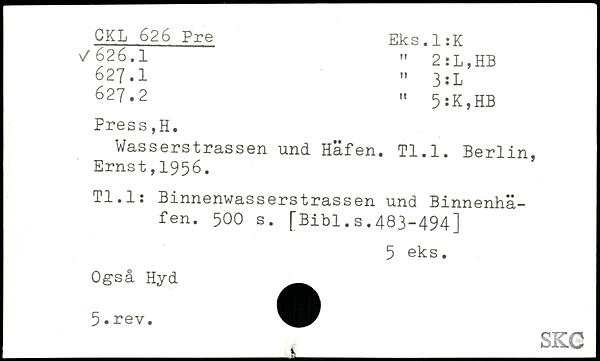 CKL 626 Pre Eks.1:K
✓ 626.1 " 2:L,HB
627.1 " 3:L
627.2 " 5:K,HB
Press,H.
Wasserstrassen und Häfen. Tl.1. Berlin,
Ernst,1956.
Tl.1: Binnenwasserstrassen und Binnenhä-
fen. 500 s. [Bibl.s.483-494]
5 eks.
Også Hyd
5.rev.
SKC